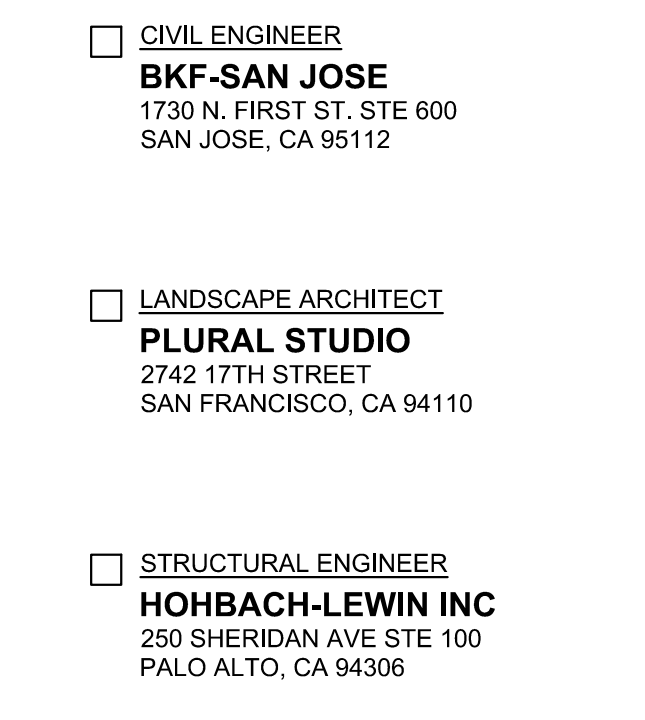 CIVIL ENGINEER
BKF-SAN JOSE
1730 N. FIRST ST. STE 600
SAN JOSE, CA 95112
LANDSCAPE ARCHITECT
PLURAL STUDIO
2742 17TH STREET
SAN FRANCISCO, CA 94110
STRUCTURAL ENGINEER
HOHBACH-LEWIN INC
250 SHERIDAN AVE STE 100
PALO ALTO, CA 94306